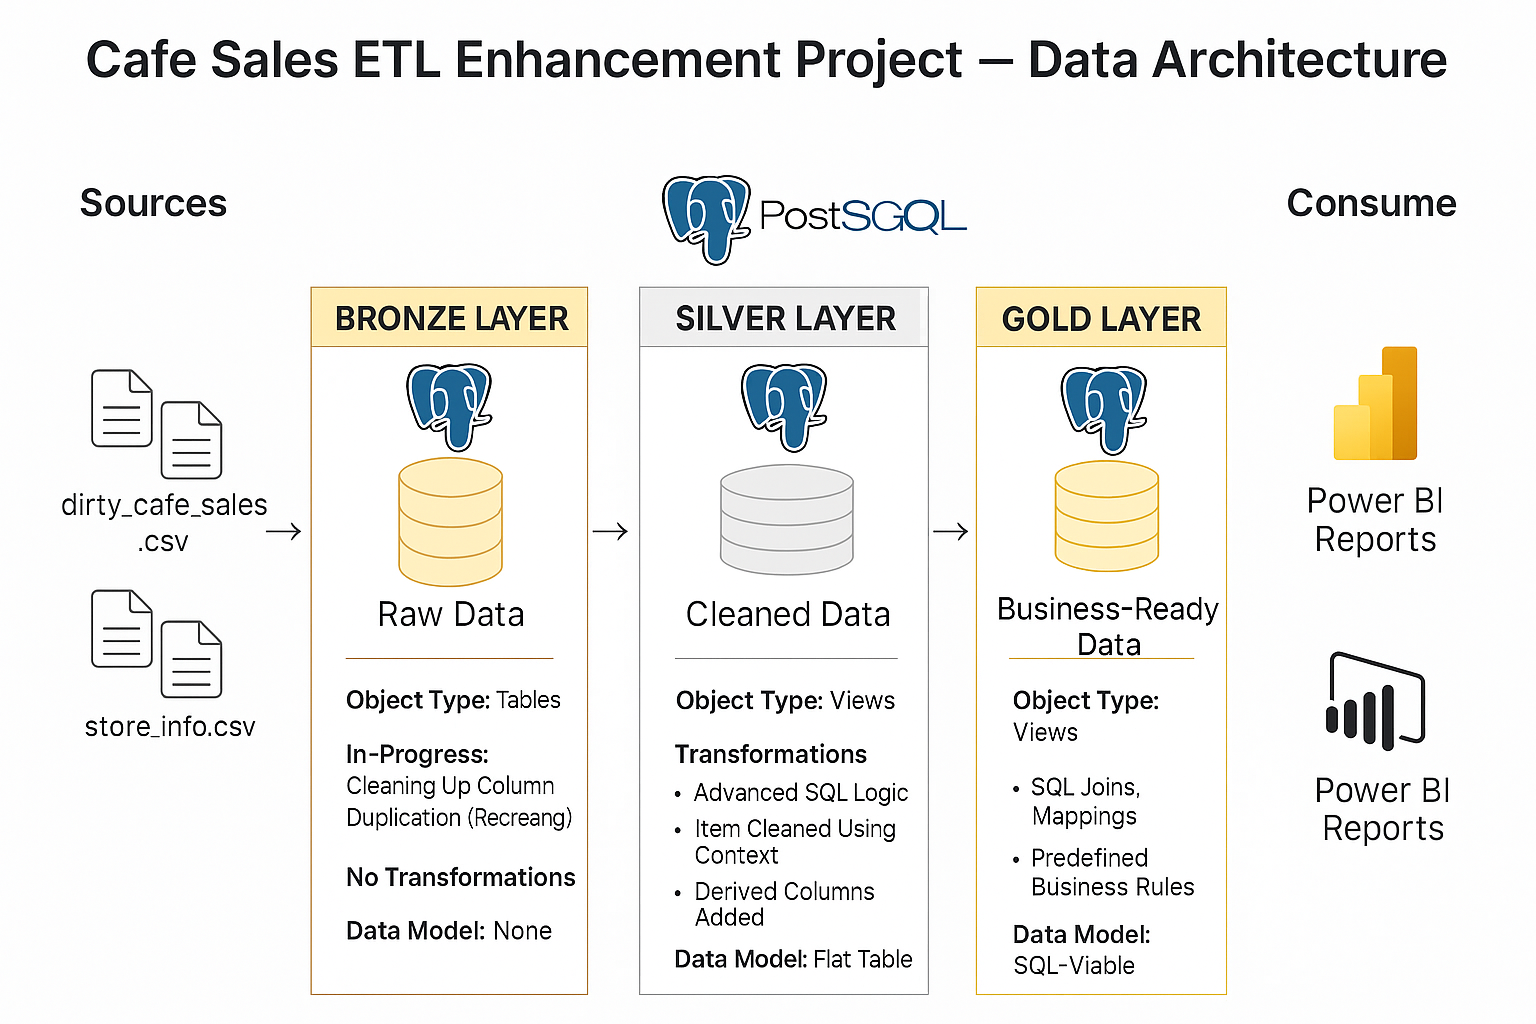 Cafe Sales ETL Enhancement Project – Data Architecture
Sources
PostSGQL
Consume
dirty_cafe_sales
.csv
store_info.csv
BRONZE LAYER
Raw Data
Object Type: Tables
In-Progress:
Cleaning Up Column
Duplication (Recreang)
No Transformations
Data Model: None
SILVER LAYER
Cleaned Data
Object Type: Views
Transformations
• Advanced SQL Logic
• Item Cleaned Using
Context
• Derived Columns
Added
Data Model: Flat Table
GOLD LAYER
Business-Ready
Data
Object Type:
Views
• SQL Joins,
Mappings
• Predefined
Business Rules
Data Model:
SQL-Viable
Power BI
Reports
Power BI
Reports